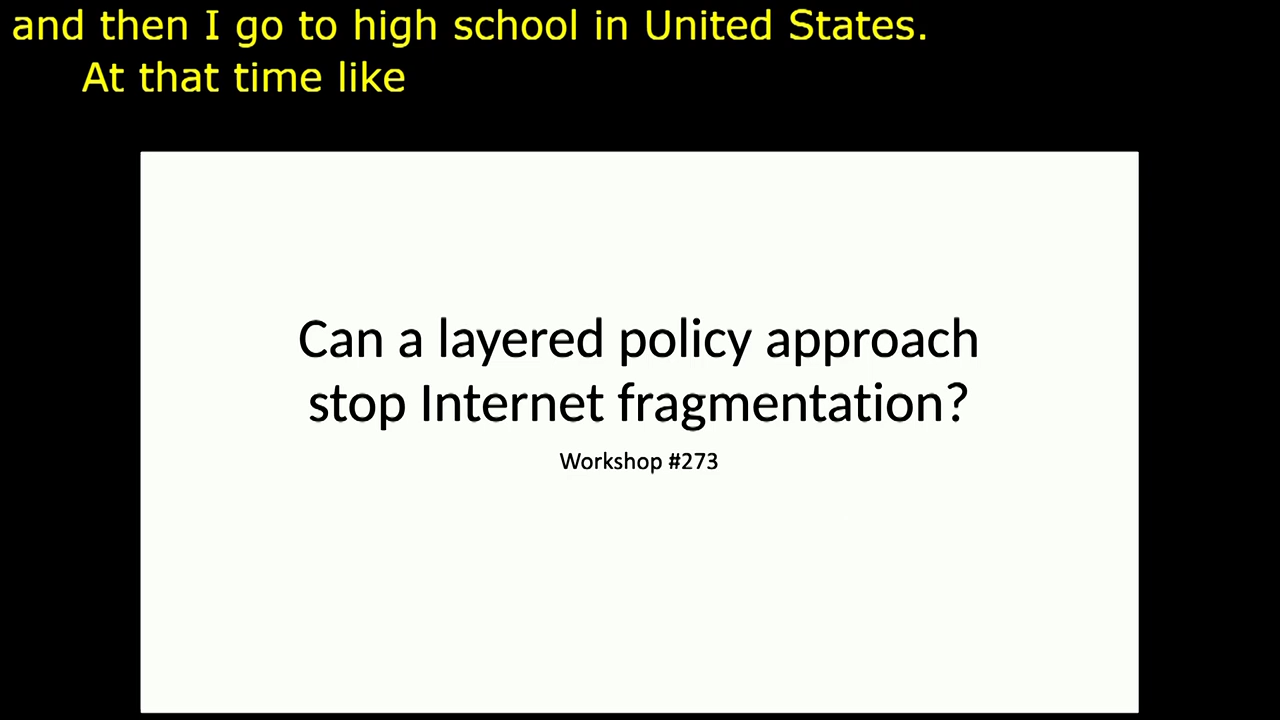 and then I go to high school in United States.
At that time like
Can a layered policy approach
stop Internet fragmentation?
Workshop #273